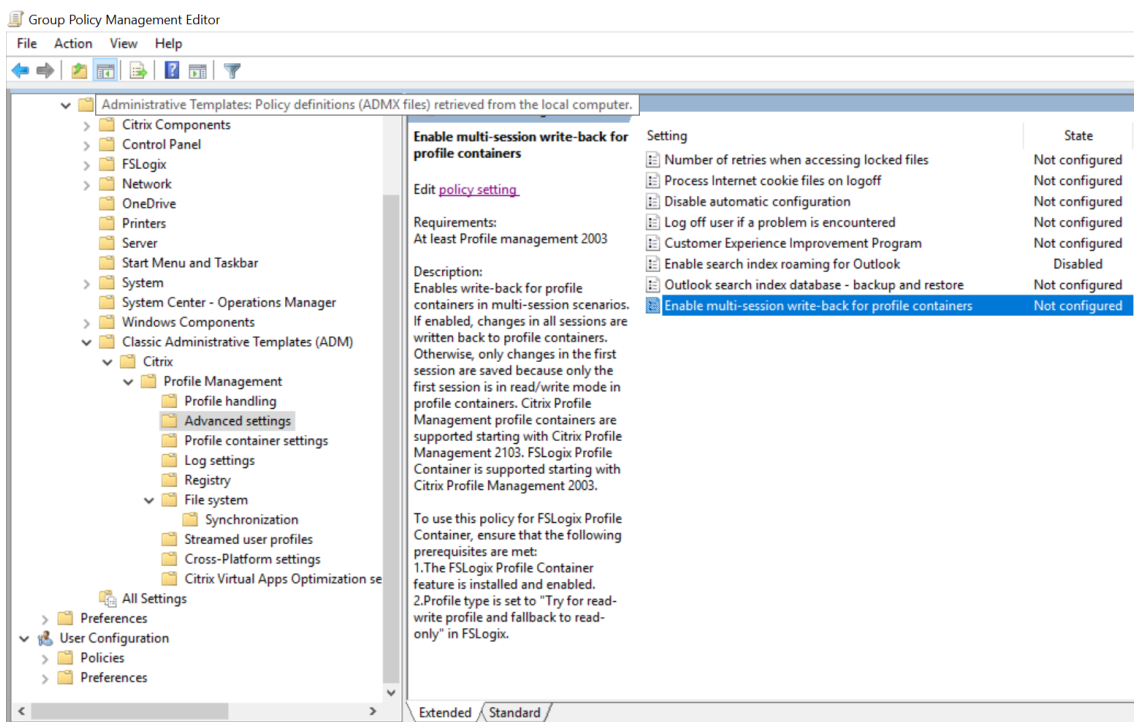 Group Policy Management Editor
File Action View Help
Administrative Templates: Policy definitions (ADMX files) retrieved from the local computer.
Citrix Components
Control Panel
FSLogix
Network
OneDrive
Printers
Server
Start Menu and Taskbar
System
System Center - Operations Manager
Windows Components
Classic Administrative Templates (ADM)
Citrix
Profile Management
Profile handling
Advanced settings
Profile container settings
Log settings
Registry
File system
Synchronization
Streamed user profiles
Cross-Platform settings
Citrix Virtual Apps Optimization se
All Settings
Preferences
User Configuration
Policies
Preferences
Enable multi-session write-back for
profile containers
Edit policy setting
Requirements:
At least Profile management 2003
Description:
Enables write-back for profile
containers in multi-session scenarios.
If enabled, changes in all sessions are
written back to profile containers.
Otherwise, only changes in the first
session are saved because only the
first session is in read/write mode in
profile containers. Citrix Profile
Management profile containers are
supported starting with Citrix Profile
Management 2103. FSLogix Profile
Container is supported starting with
Citrix Profile Management 2003.
To use this policy for FSLogix Profile
Container, ensure that the following
prerequisites are met:
1.The FSLogix Profile Container
feature is installed and enabled.
2.Profile type is set to "Try for read-
write profile and fallback to read-
only" in FSLogix.
Setting State
Number of retries when accessing locked files Not configured
Process Internet cookie files on logoff Not configured
Disable automatic configuration Not configured
Log off user if a problem is encountered Not configured
Customer Experience Improvement Program Not configured
Enable search index roaming for Outlook Disabled
Outlook search index database - backup and restore Not configured
Enable multi-session write-back for profile containers Not configured
Extended Standard